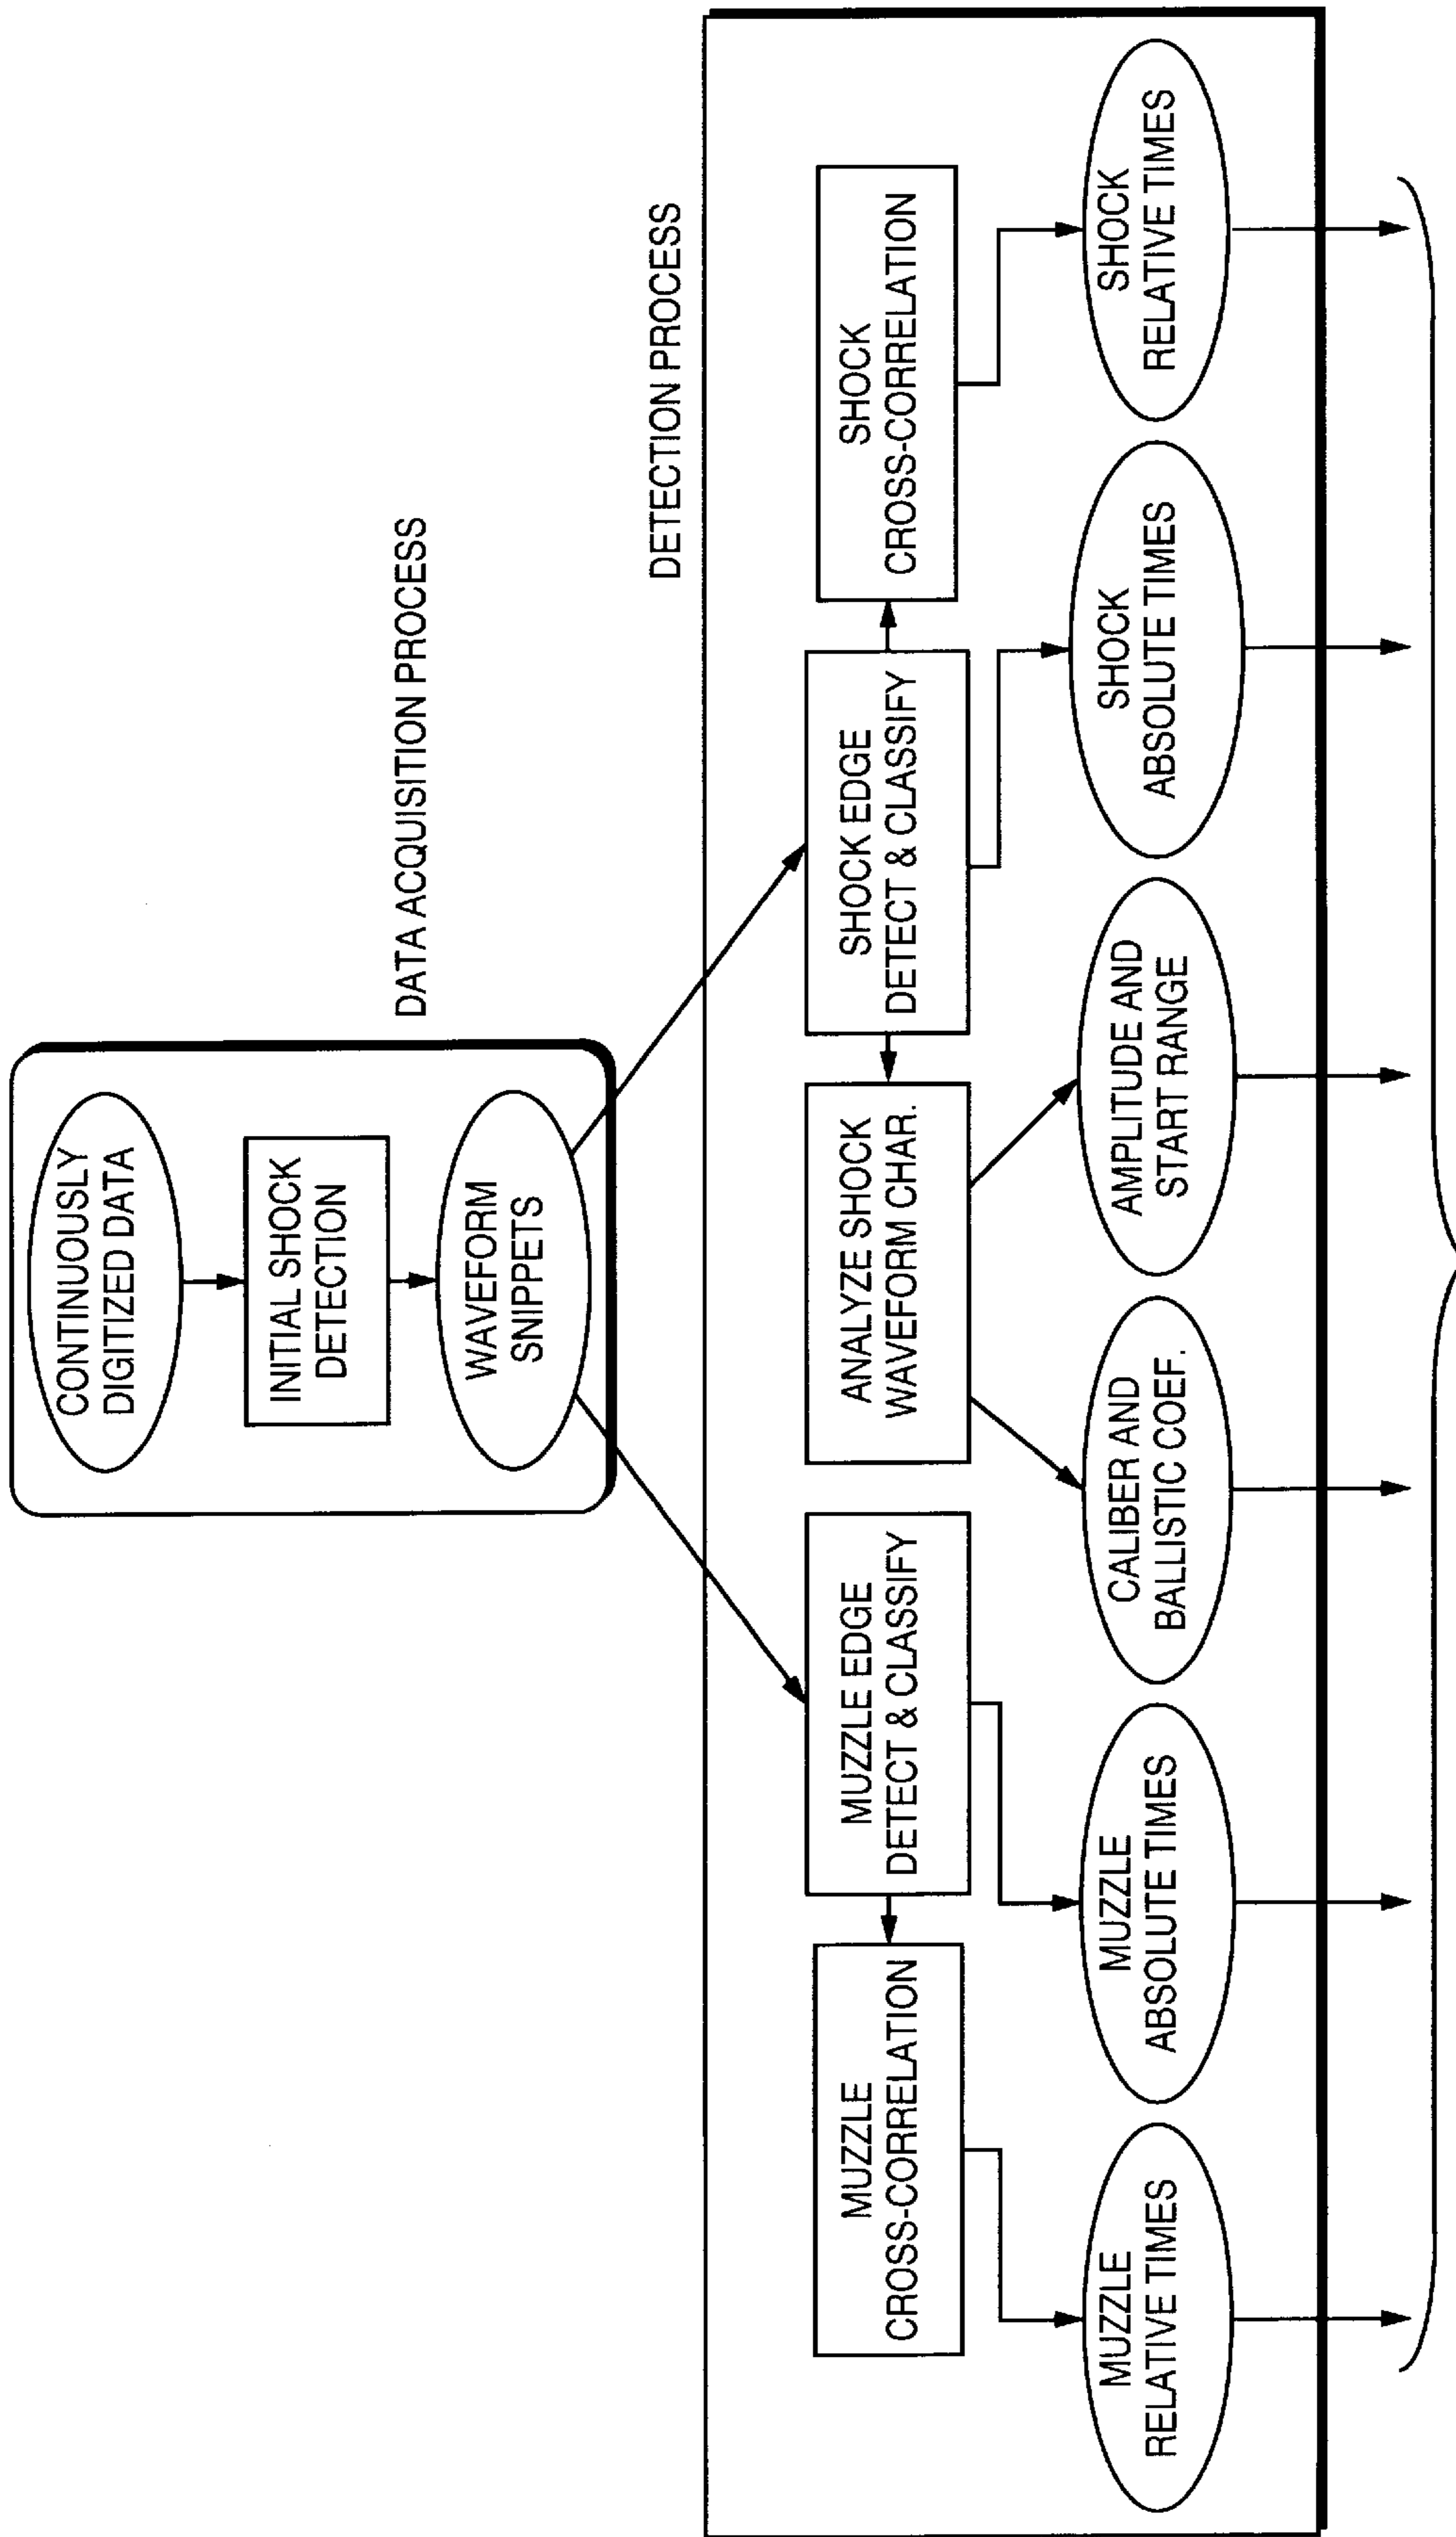 CONTINUOUSLY
DIGITIZED DATA
INITIAL SHOCK
DETECTION
WAVEFORM
SNIPPETS
DATA ACQUISITION PROCESS
DETECTION PROCESS
MUZZLE
CROSS-CORRELATION
MUZZLE EDGE
DETECT & CLASSIFY
ANALYZE SHOCK
WAVEFORM CHAR.
SHOCK EDGE
DETECT & CLASSIFY
SHOCK
CROSS-CORRELATION
MUZZLE
RELATIVE TIMES
MUZZLE
ABSOLUTE TIMES
CALIBER AND
BALLISTIC COEF.
AMPLITUDE AND
START RANGE
SHOCK
ABSOLUTE TIMES
SHOCK
RELATIVE TIMES